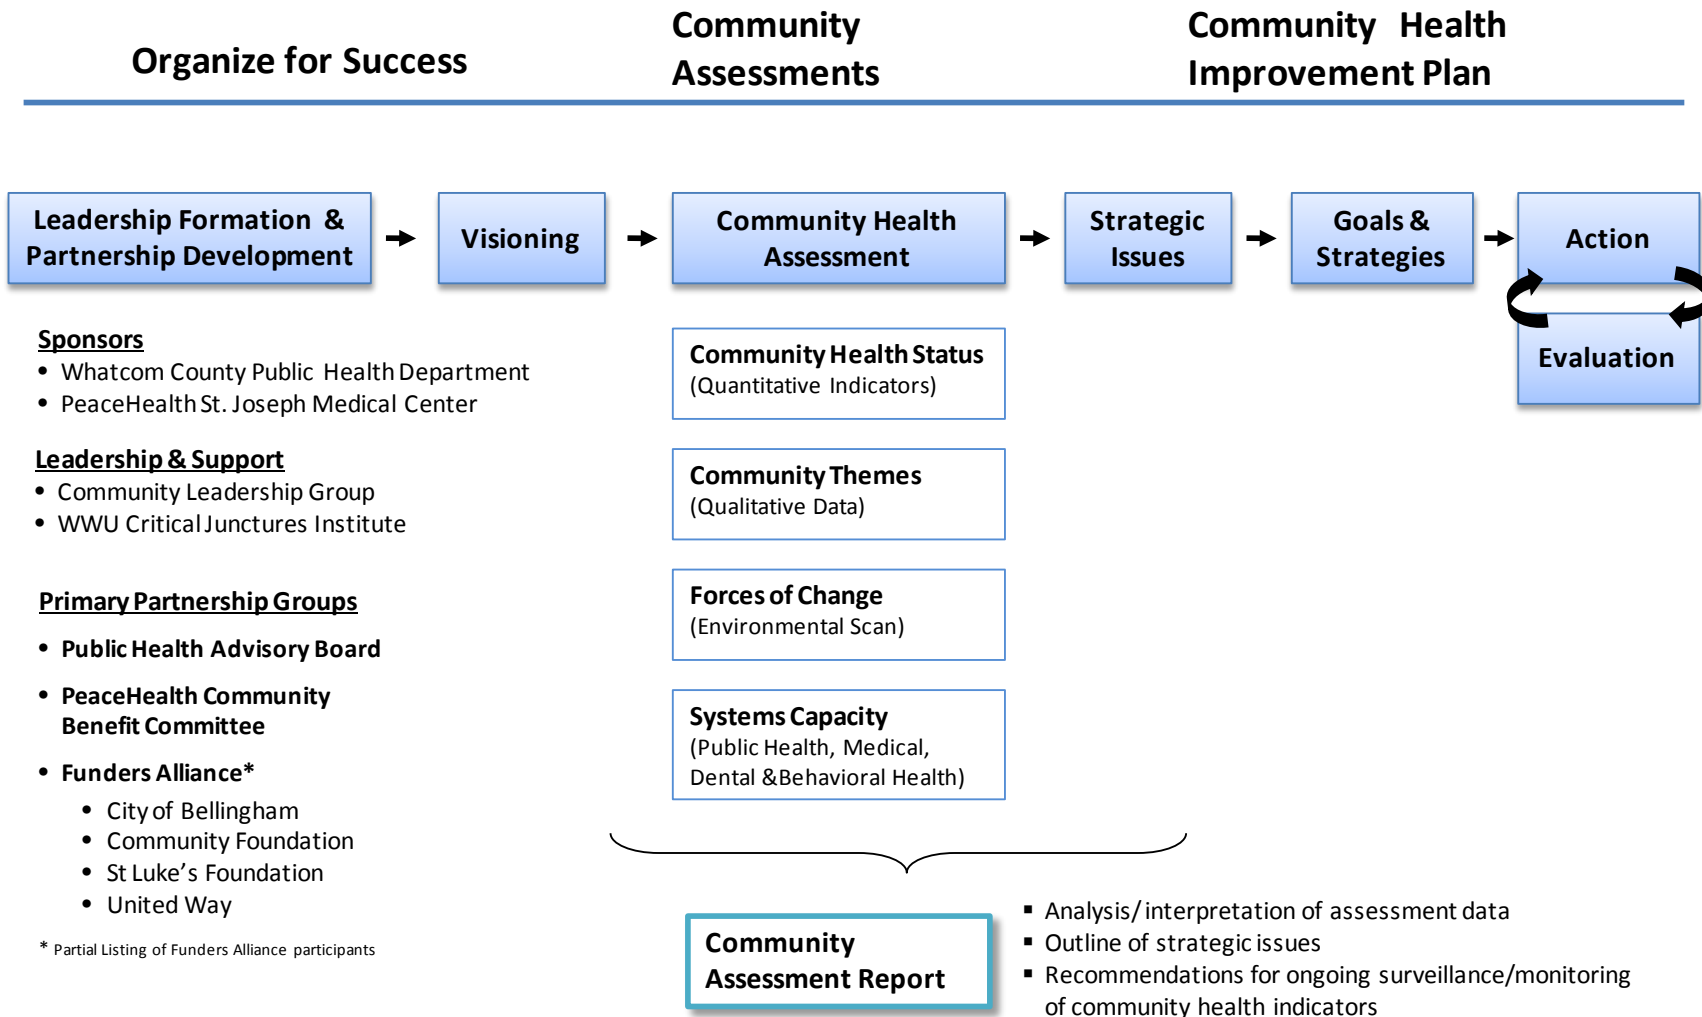 Organize for Success
Community
Assessments
Community Health
Improvement Plan
Leadership Formation &
Partnership Development
Visioning
Community Health
Assessment
Strategic
Issues
Goals &
Strategies
Action
Evaluation
Sponsors
• Whatcom County Public Health Department
• PeaceHealth St. Joseph Medical Center
Leadership & Support
• Community Leadership Group
• WWU Critical Junctures Institute
Primary Partnership Groups
• Public Health Advisory Board
• PeaceHealth Community
Benefit Committee
• Funders Alliance*
• City of Bellingham
• Community Foundation
• St Luke's Foundation
• United Way
* Partial Listing of Funders Alliance participants
Community Health Status
(Quantitative Indicators)
Community Themes
(Qualitative Data)
Forces of Change
(Environmental Scan)
Systems Capacity
(Public Health, Medical,
Dental &Behavioral Health)
Community
Assessment Report
▪ Analysis/interpretation of assessment data
▪ Outline of strategic issues
▪ Recommendations for ongoing surveillance/monitoring
of community health indicators